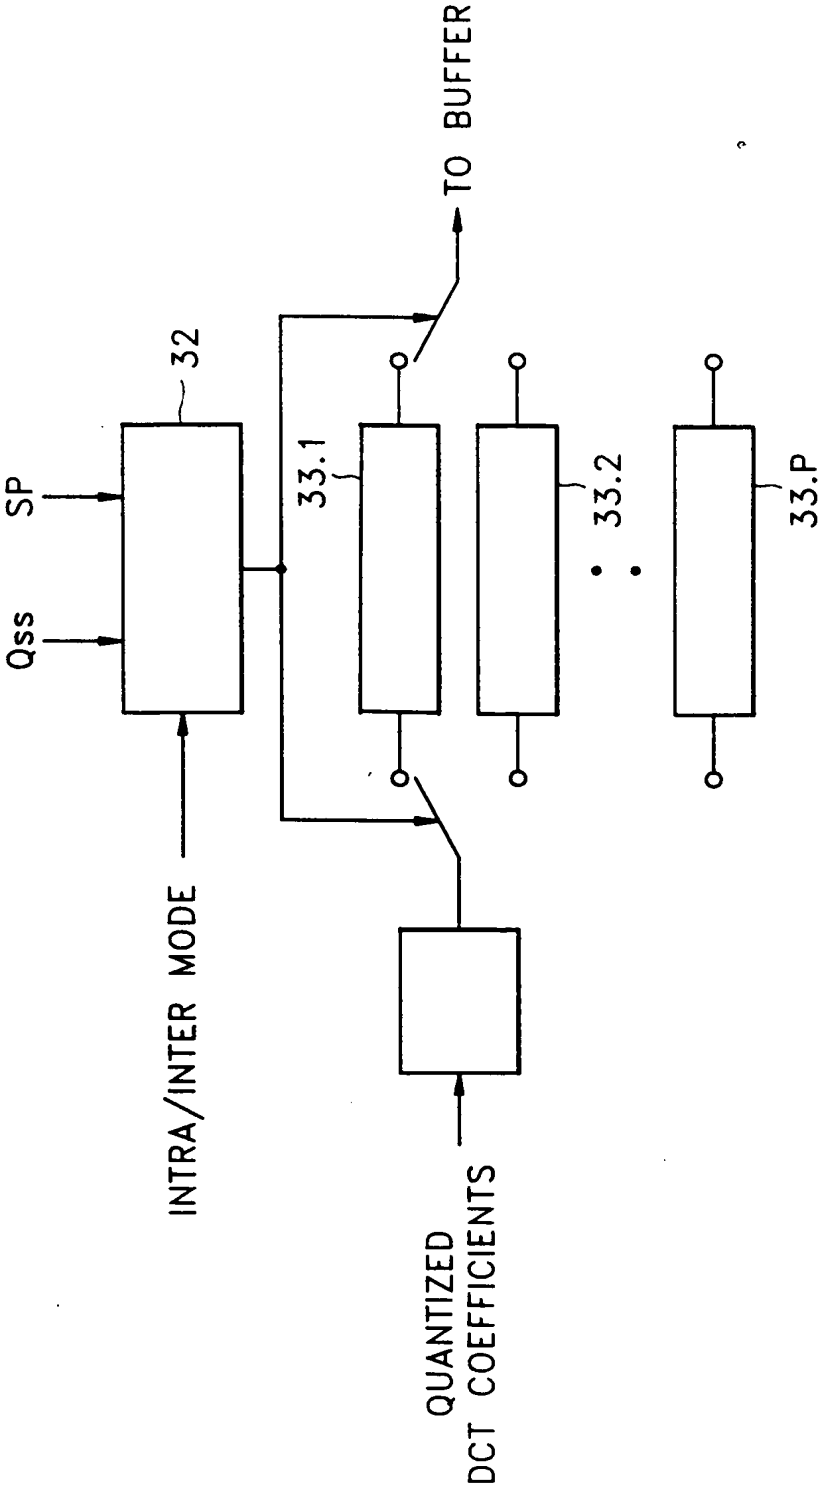 Qss
SP
INTRA/INTER MODE
32
33.1
33.2
33.P
QUANTIZED
DCT COEFFICIENTS
TO BUFFER